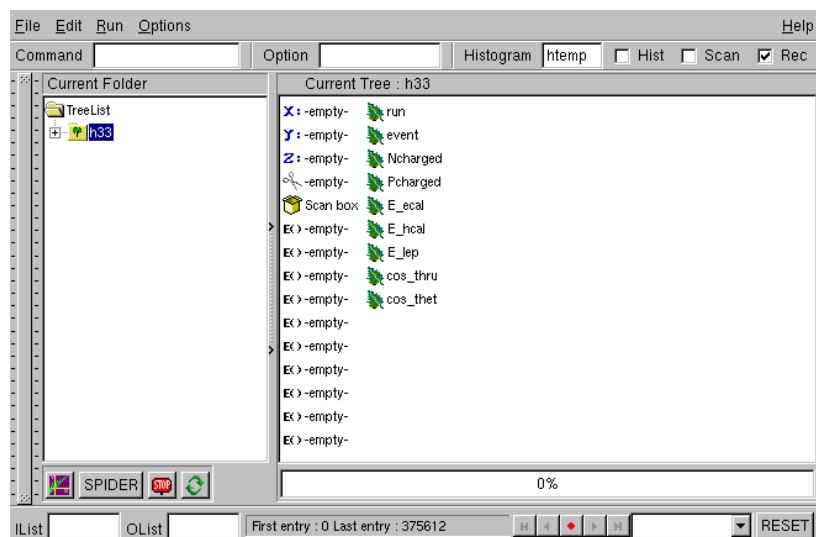 File Edit Run Options Help
Command Option Histogram htemp Hist Scan Rec
Current Folder
TreeList
h33
Current Tree : h33
X: -empty- run
Y: -empty- event
Z: -empty- Ncharged
-empty- Pcharged
Scan box E_ecal
E() -empty- E_hcal
E() -empty- E_lep
E() -empty- cos_thru
E() -empty- cos_thet
E() -empty-
E() -empty-
E() -empty-
E() -empty-
E() -empty-
E() -empty-
SPIDER STOP
0%
IList OList First entry : 0 Last entry : 375612 RESET